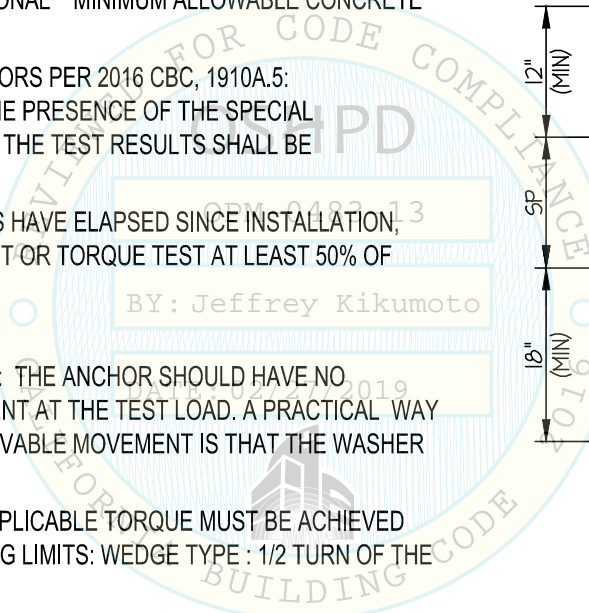 ONAL MINIMUM ALLOWABLE CONCRETE
ORS PER 2016 CBC, 1910A.5:
HE PRESENCE OF THE SPECIAL
THE TEST RESULTS SHALL BE
S HAVE ELAPSED SINCE INSTALLATION,
T OR TORQUE TEST AT LEAST 50% OF
: THE ANCHOR SHOULD HAVE NO
ENT AT THE TEST LOAD. A PRACTICAL WAY
VABLE MOVEMENT IS THAT THE WASHER
PLICABLE TORQUE MUST BE ACHIEVED
G LIMITS: WEDGE TYPE : 1/2 TURN OF THE
12"
(MIN)
SP
18"
(MIN)
REVIEWED FOR CODE COMPLIANCE
OSHPD
OPM-0483-13
BY: Jeffrey Kikumoto
DATE: 02/27/2019
CALIFORNIA BUILDING CODE 2016